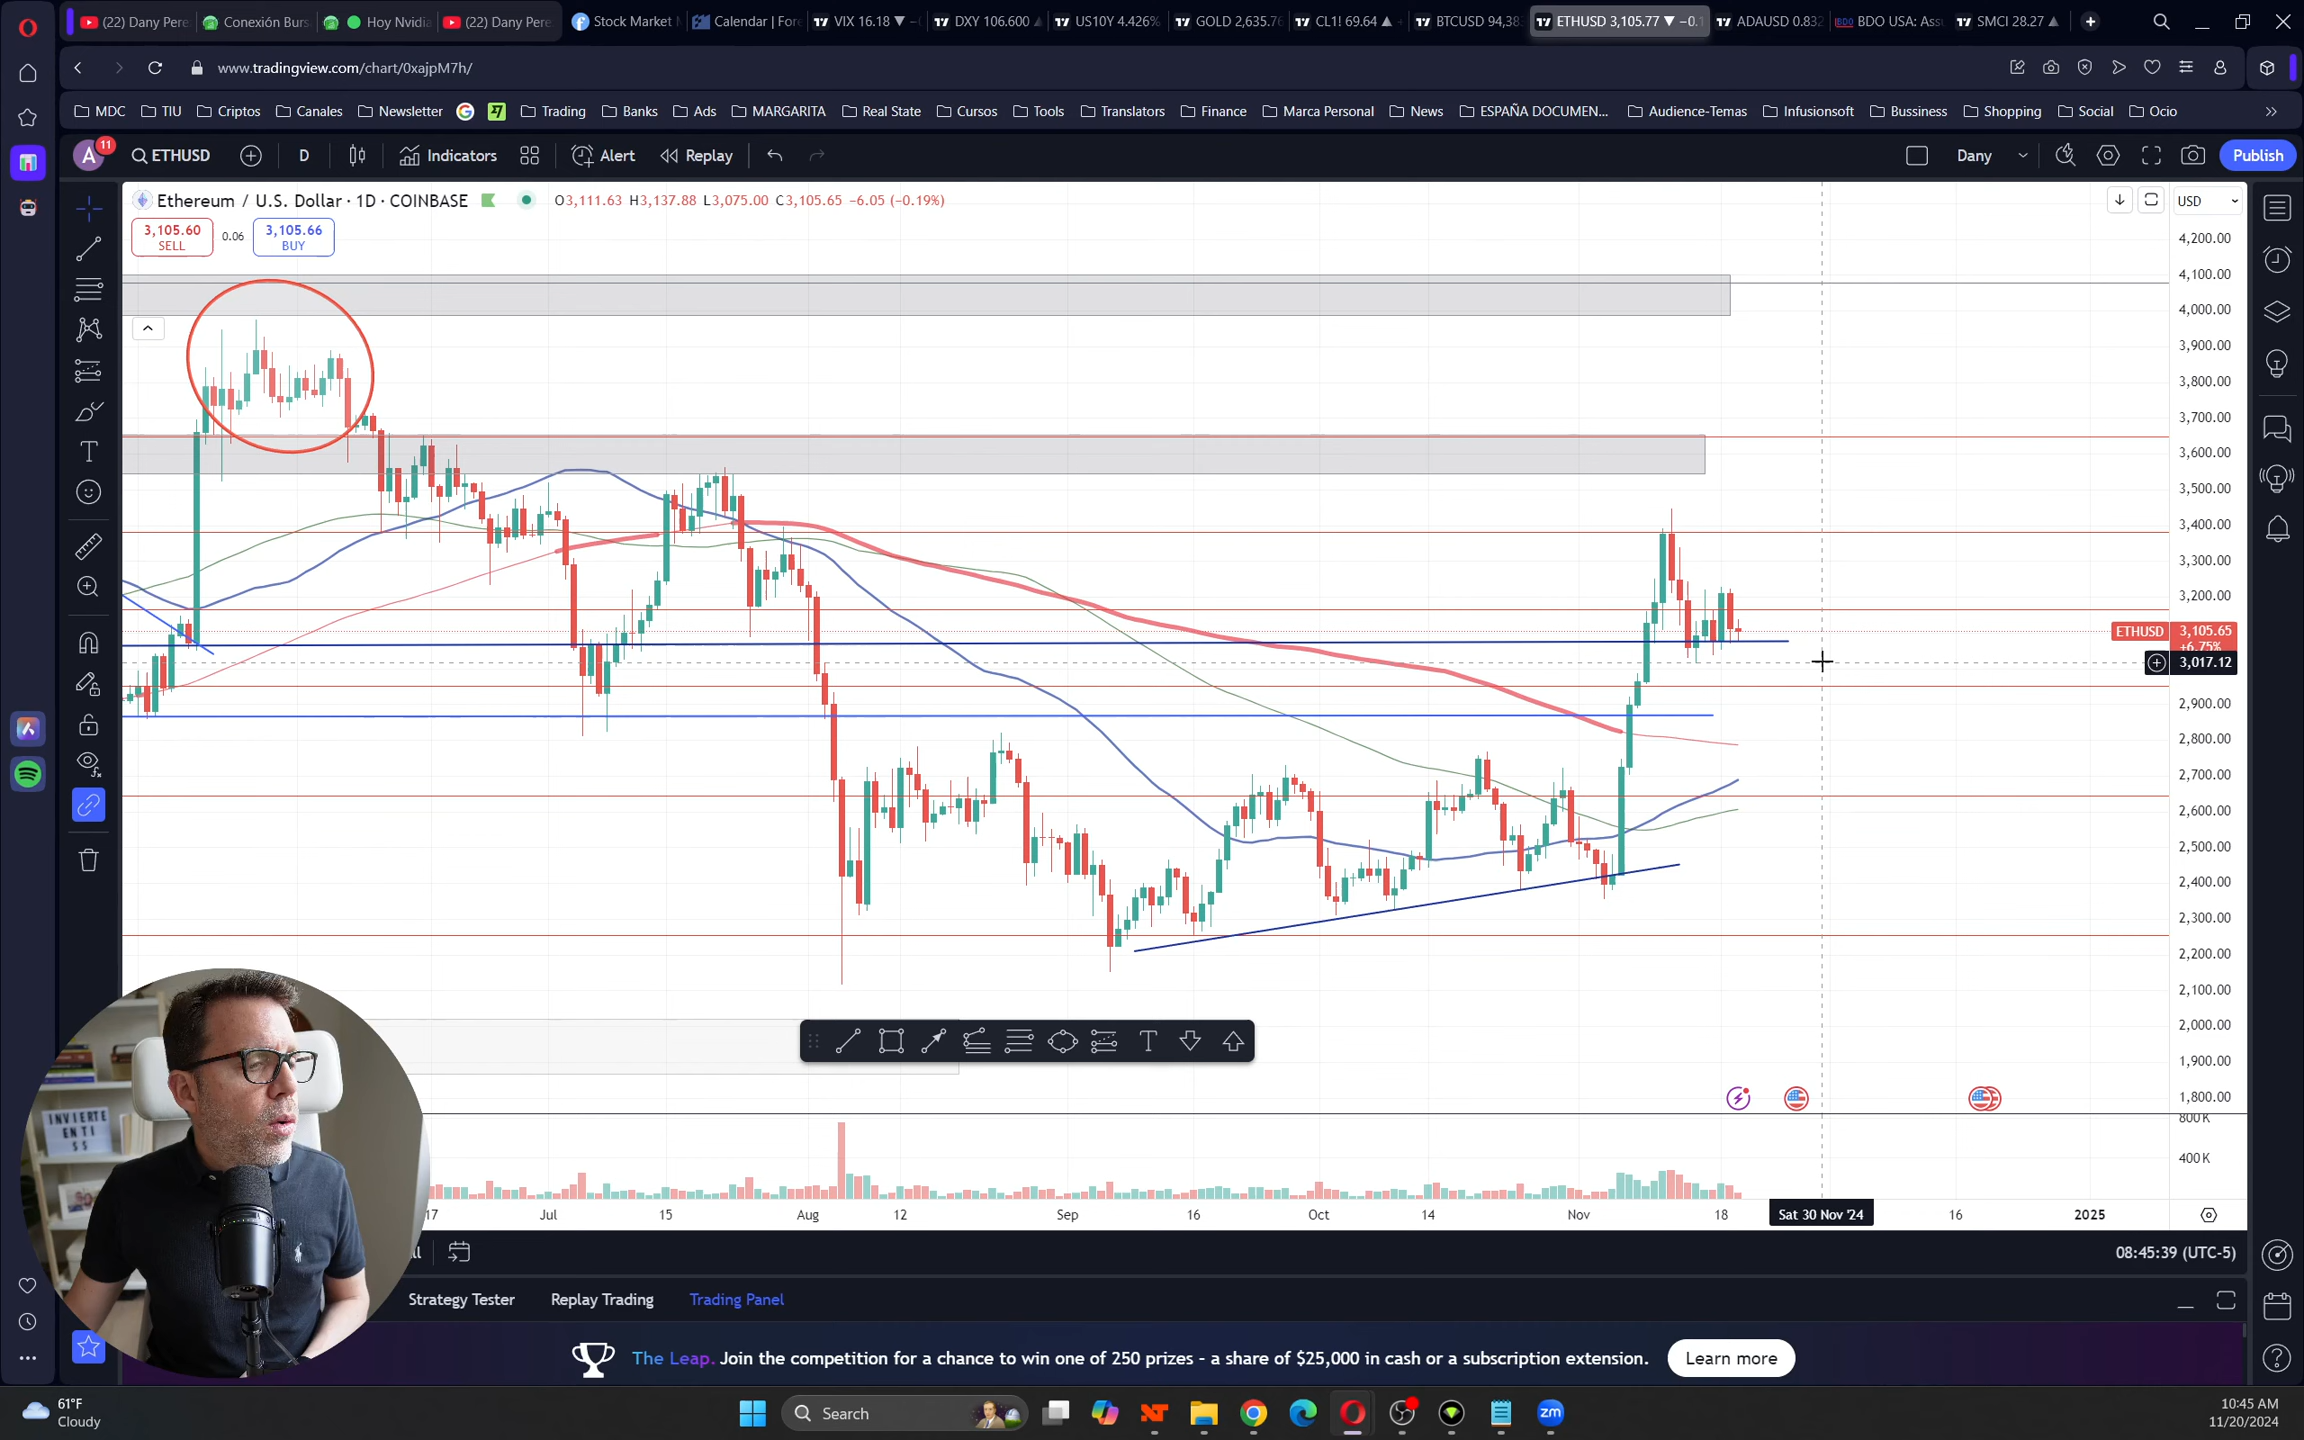 (22) Dany Pere
Conexión Burs
Hoy Nvidia
(22) Dany Pere
Stock Market
Calendar | For
VIX 16.18 ▼
DXY 106.600
US10Y 4.426%
GOLD 2,635.76
CL1! 69.64 ▲
BTCUSD 94,383
ETHUSD 3,105.77 ▼ −0.1
ADAUSD 0.832
BDO USA: Ass
SMCI 28.27 ▲
www.tradingview.com/chart/0xajpM7h/
MDC
TIU
Criptos
Canales
Newsletter
Trading
Banks
Ads
MARGARITA
Real State
Cursos
Tools
Translators
Finance
Marca Personal
News
ESPAÑA DOCUMEN...
Audience-Temas
Infusionsoft
Bussiness
Shopping
Social
Ocio
A
11
ETHUSD
D
Indicators
Alert
Replay
Dany
Publish
Ethereum / U.S. Dollar · 1D · COINBASE
O3,111.63 H3,137.88 L3,075.00 C3,105.65 −6.05 (−0.19%)
USD
3,105.60
SELL
0.06
3,105.66
BUY
4,200.00
4,100.00
4,000.00
3,900.00
3,800.00
3,700.00
3,600.00
3,500.00
3,400.00
3,300.00
3,200.00
ETHUSD 3,105.65
+6.75%
3,017.12
2,900.00
2,800.00
2,700.00
2,600.00
2,500.00
2,400.00
2,300.00
2,200.00
2,100.00
2,000.00
1,900.00
1,800.00
800K
400K
17
Jul
15
Aug
12
Sep
16
Oct
14
Nov
18
Sat 30 Nov '24
16
2025
08:45:39 (UTC-5)
INVIERTE
EN TI
Strategy Tester
Replay Trading
Trading Panel
The Leap. Join the competition for a chance to win one of 250 prizes – a share of $25,000 in cash or a subscription extension.
Learn more
61°F
Cloudy
Search
zm
10:45 AM
11/20/2024